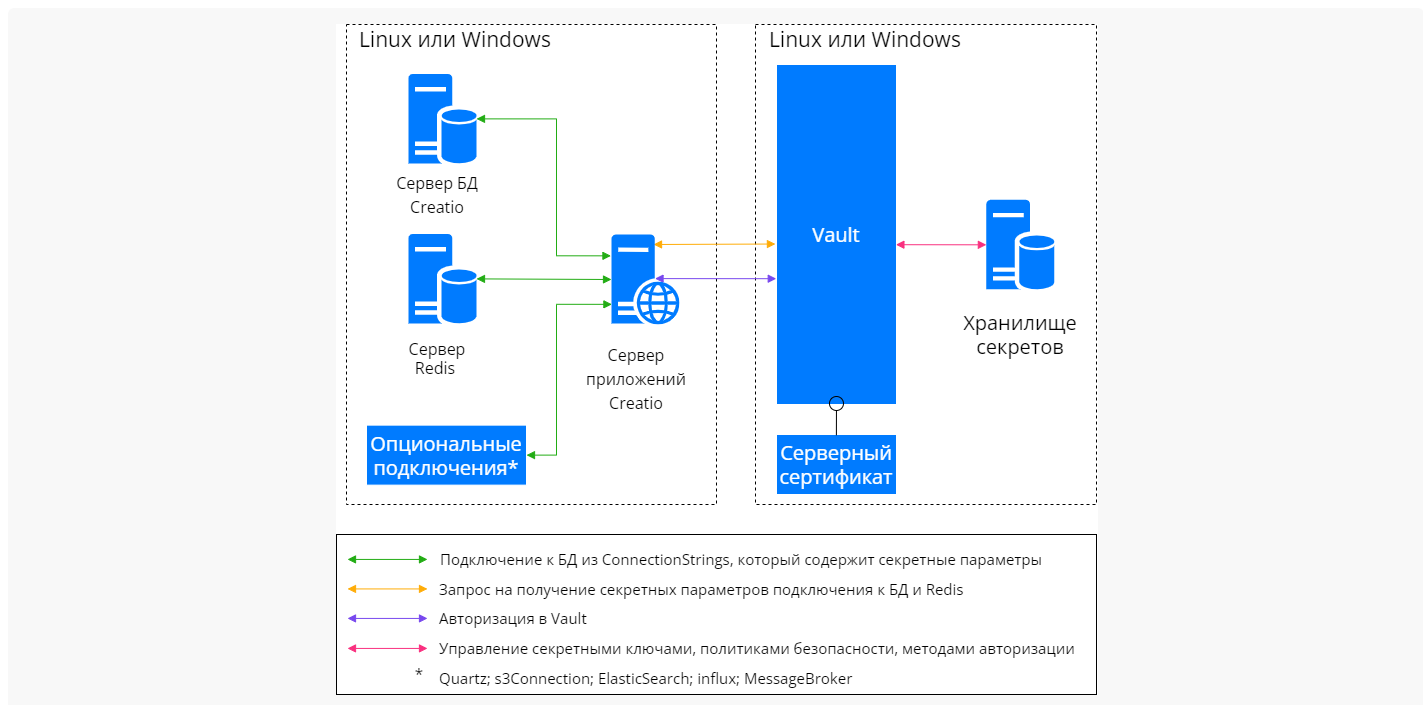 Linux или Windows
Сервер БД
Creatio
Сервер
Redis
Опциональные
подключения*
Сервер
приложений
Creatio
Linux или Windows
Vault
Хранилище
секретов
Серверный
сертификат
Подключение к БД из ConnectionStrings, который содержит секретные параметры
Запрос на получение секретных параметров подключения к БД и Redis
Авторизация в Vault
Управление секретными ключами, политиками безопасности, методами авторизации
* Quartz; s3Connection; ElasticSearch; influx; MessageBroker